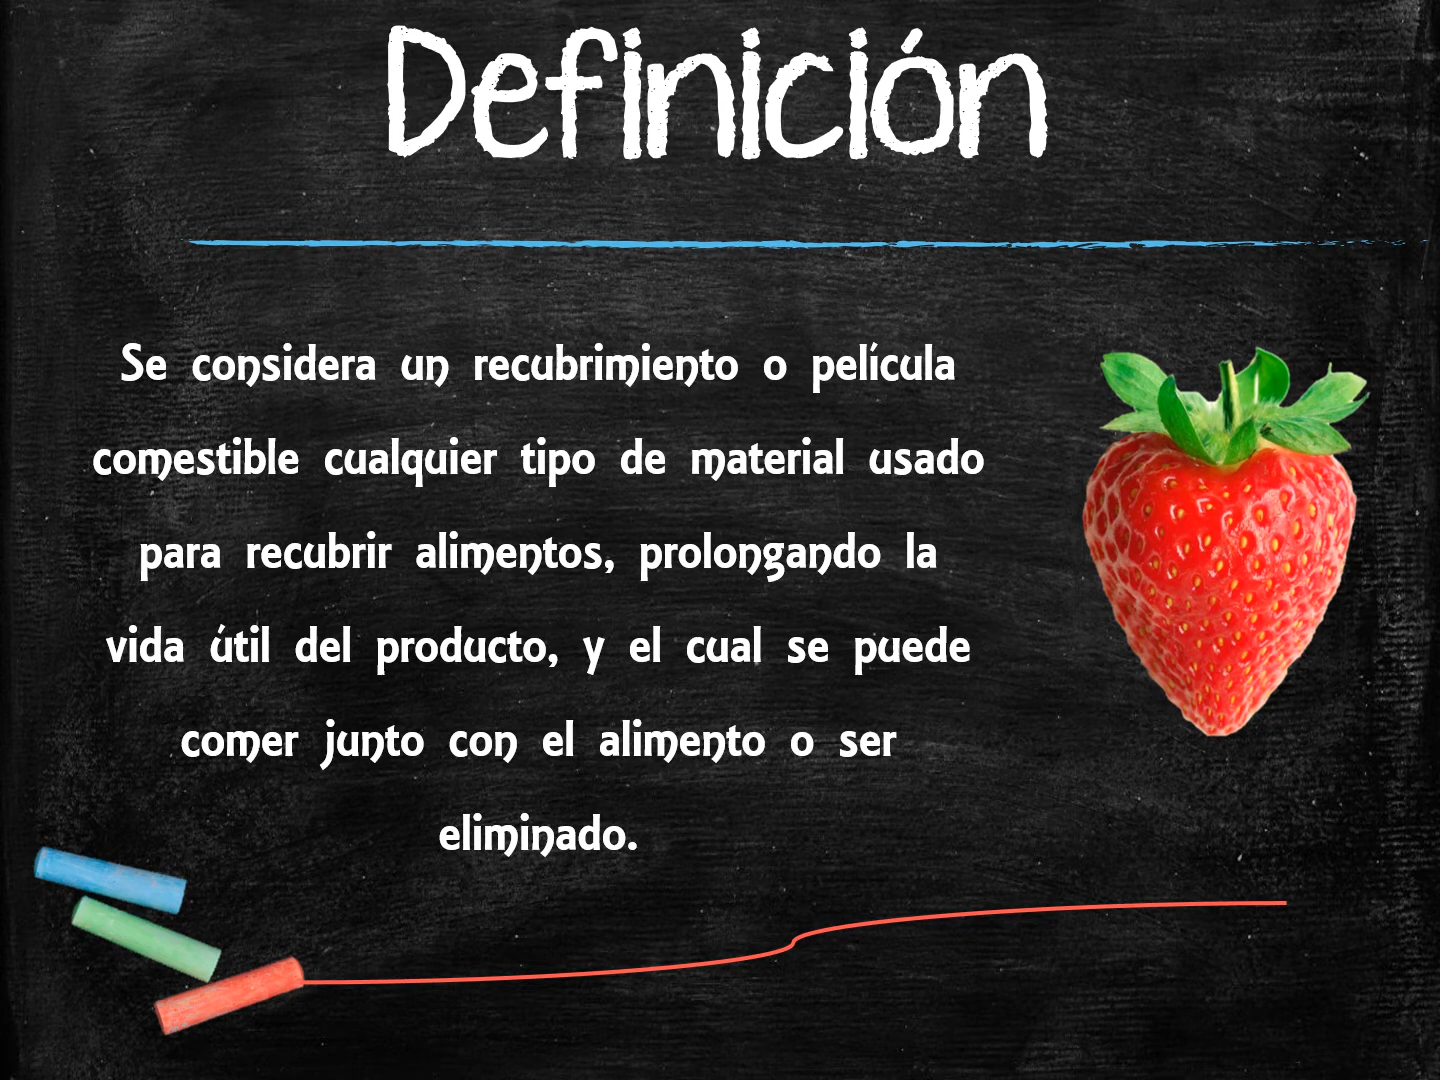 Definición
Se considera un recubrimiento o película
comestible cualquier tipo de material usado
para recubrir alimentos, prolongando la
vida útil del producto, y el cual se puede
comer junto con el alimento o ser
eliminado.